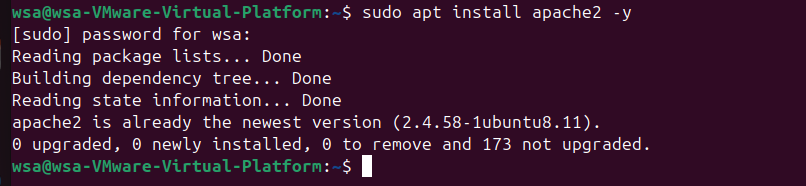 wsa@wsa-VMware-Virtual-Platform:~$ sudo apt install apache2 -y
[sudo] password for wsa:
Reading package lists... Done
Building dependency tree... Done
Reading state information... Done
apache2 is already the newest version (2.4.58-1ubuntu8.11).
0 upgraded, 0 newly installed, 0 to remove and 173 not upgraded.
wsa@wsa-VMware-Virtual-Platform:~$